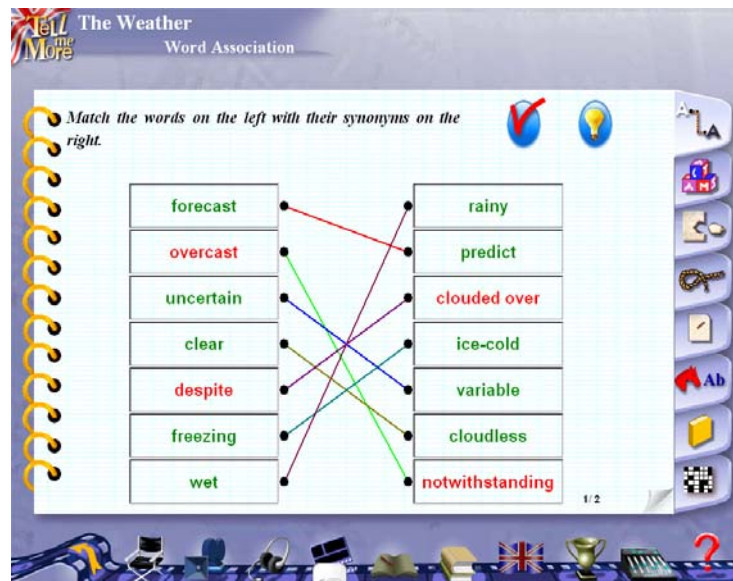 Tell me More
The Weather
Word Association
Match the words on the left with their synonyms on the
right.
forecast
rainy
overcast
predict
uncertain
clouded over
clear
ice-cold
despite
variable
freezing
cloudless
wet
notwithstanding
1/2
A
A
C
A M S
Ab
?